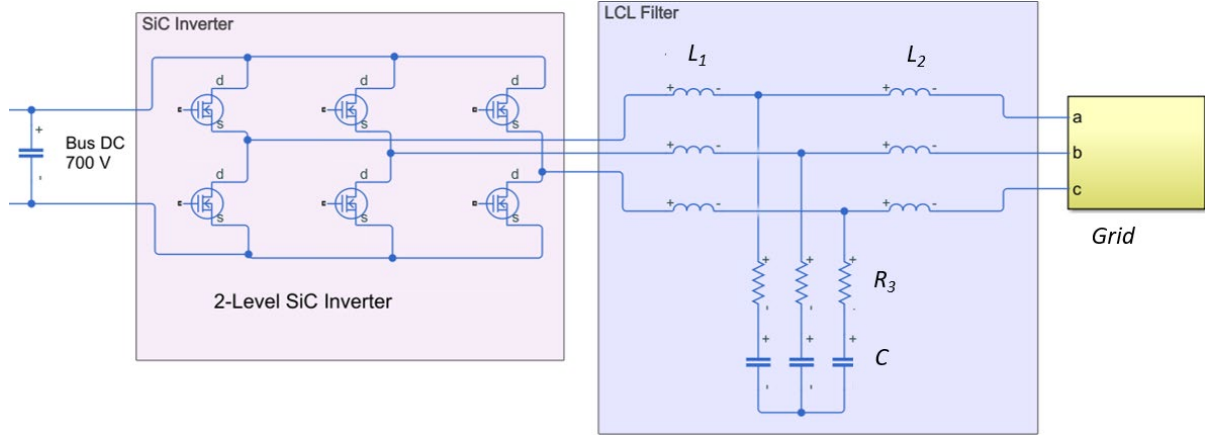 SiC Inverter
LCL Filter
L1
L2
d
d
d
s
s
s
+
-
+
-
+
-
+
-
+
-
+
-
a
b
c
+
Bus DC
700 V
-
d
d
d
s
s
s
Grid
+
+
+
R3
-
-
-
2-Level SiC Inverter
+
+
+
C
-
-
-